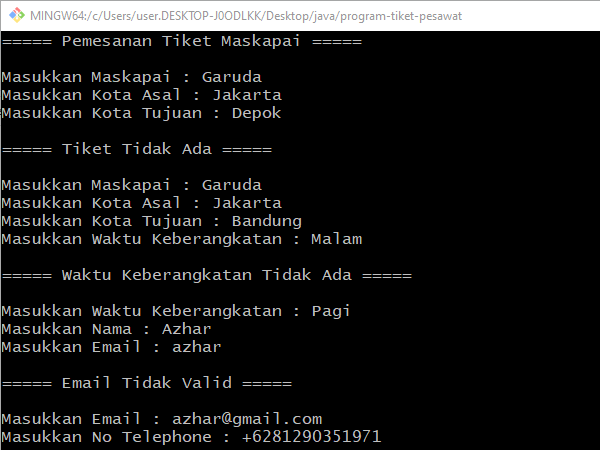 MINGW64:/c/Users/user.DESKTOP-J0ODLKK/Desktop/java/program-tiket-pesawat
===== Pemesanan Tiket Maskapai =====
Masukkan Maskapai : Garuda
Masukkan Kota Asal : Jakarta
Masukkan Kota Tujuan : Depok
===== Tiket Tidak Ada =====
Masukkan Maskapai : Garuda
Masukkan Kota Asal : Jakarta
Masukkan Kota Tujuan : Bandung
Masukkan Waktu Keberangkatan : Malam
===== Waktu Keberangkatan Tidak Ada =====
Masukkan Waktu Keberangkatan : Pagi
Masukkan Nama : Azhar
Masukkan Email : azhar
===== Email Tidak Valid =====
Masukkan Email : azhar@gmail.com
Masukkan No Telephone : +6281290351971